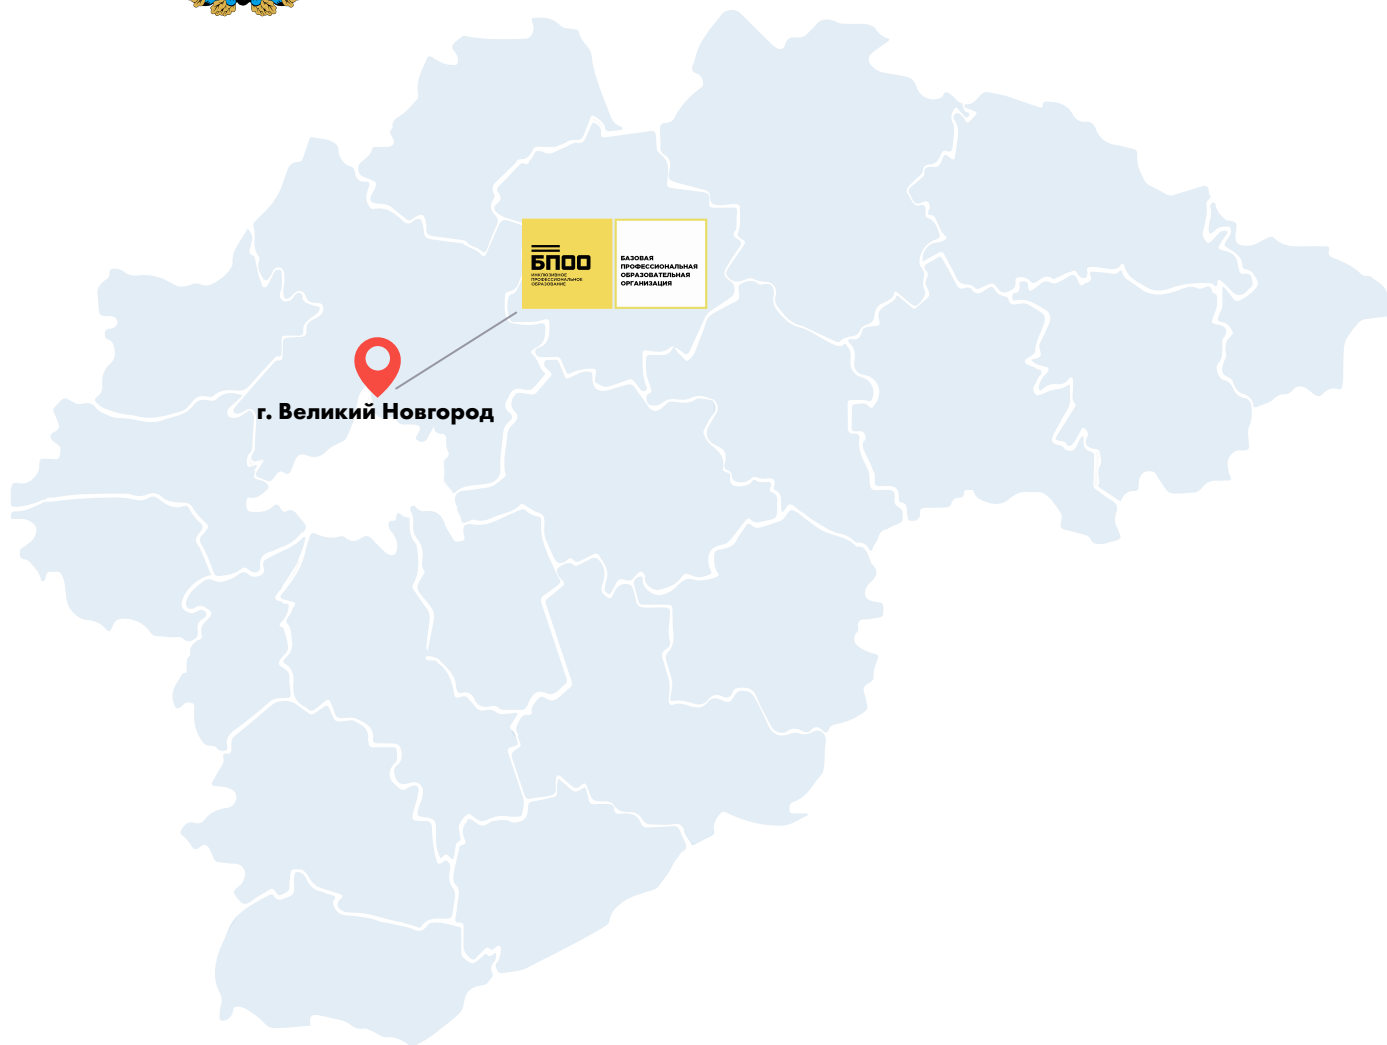 БПОО
ИНКЛЮЗИВНОЕ
ПРОФЕССИОНАЛЬНОЕ
ОБРАЗОВАНИЕ
БАЗОВАЯ
ПРОФЕССИОНАЛЬНАЯ
ОБРАЗОВАТЕЛЬНАЯ
ОРГАНИЗАЦИЯ
г. Великий Новгород